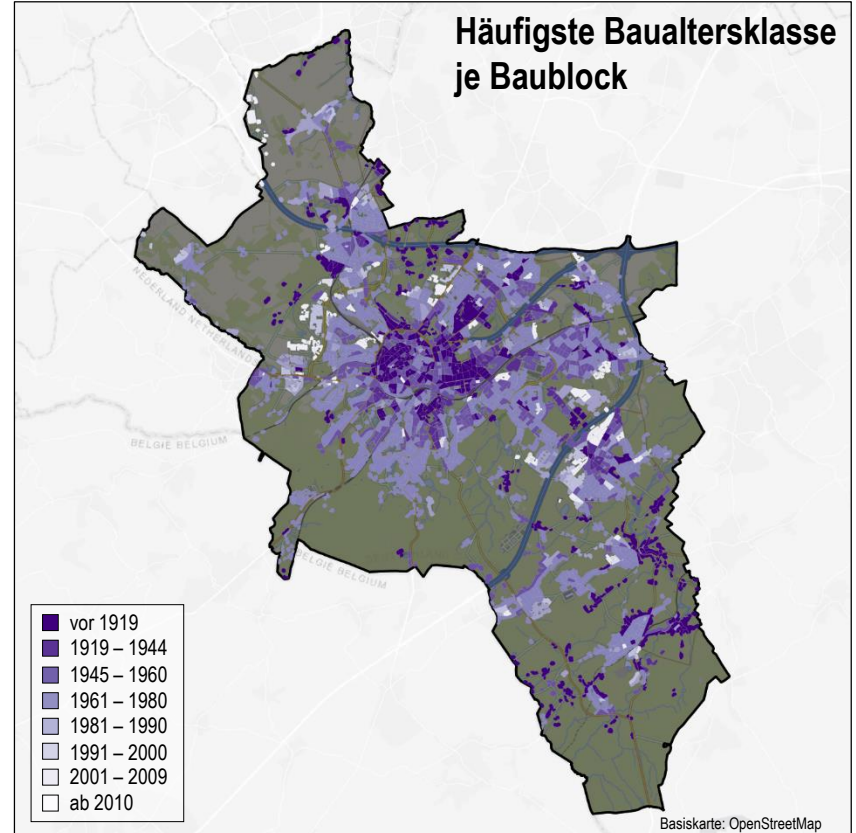 Häufigste Baualtersklasse
je Baublock
NEDERLAND NETHERLANDS
BELGIË BELGIUM
BELGIË BELGIUM
vor 1919
1919 – 1944
1945 – 1960
1961 – 1980
1981 – 1990
1991 – 2000
2001 – 2009
ab 2010
Basiskarte: OpenStreetMap